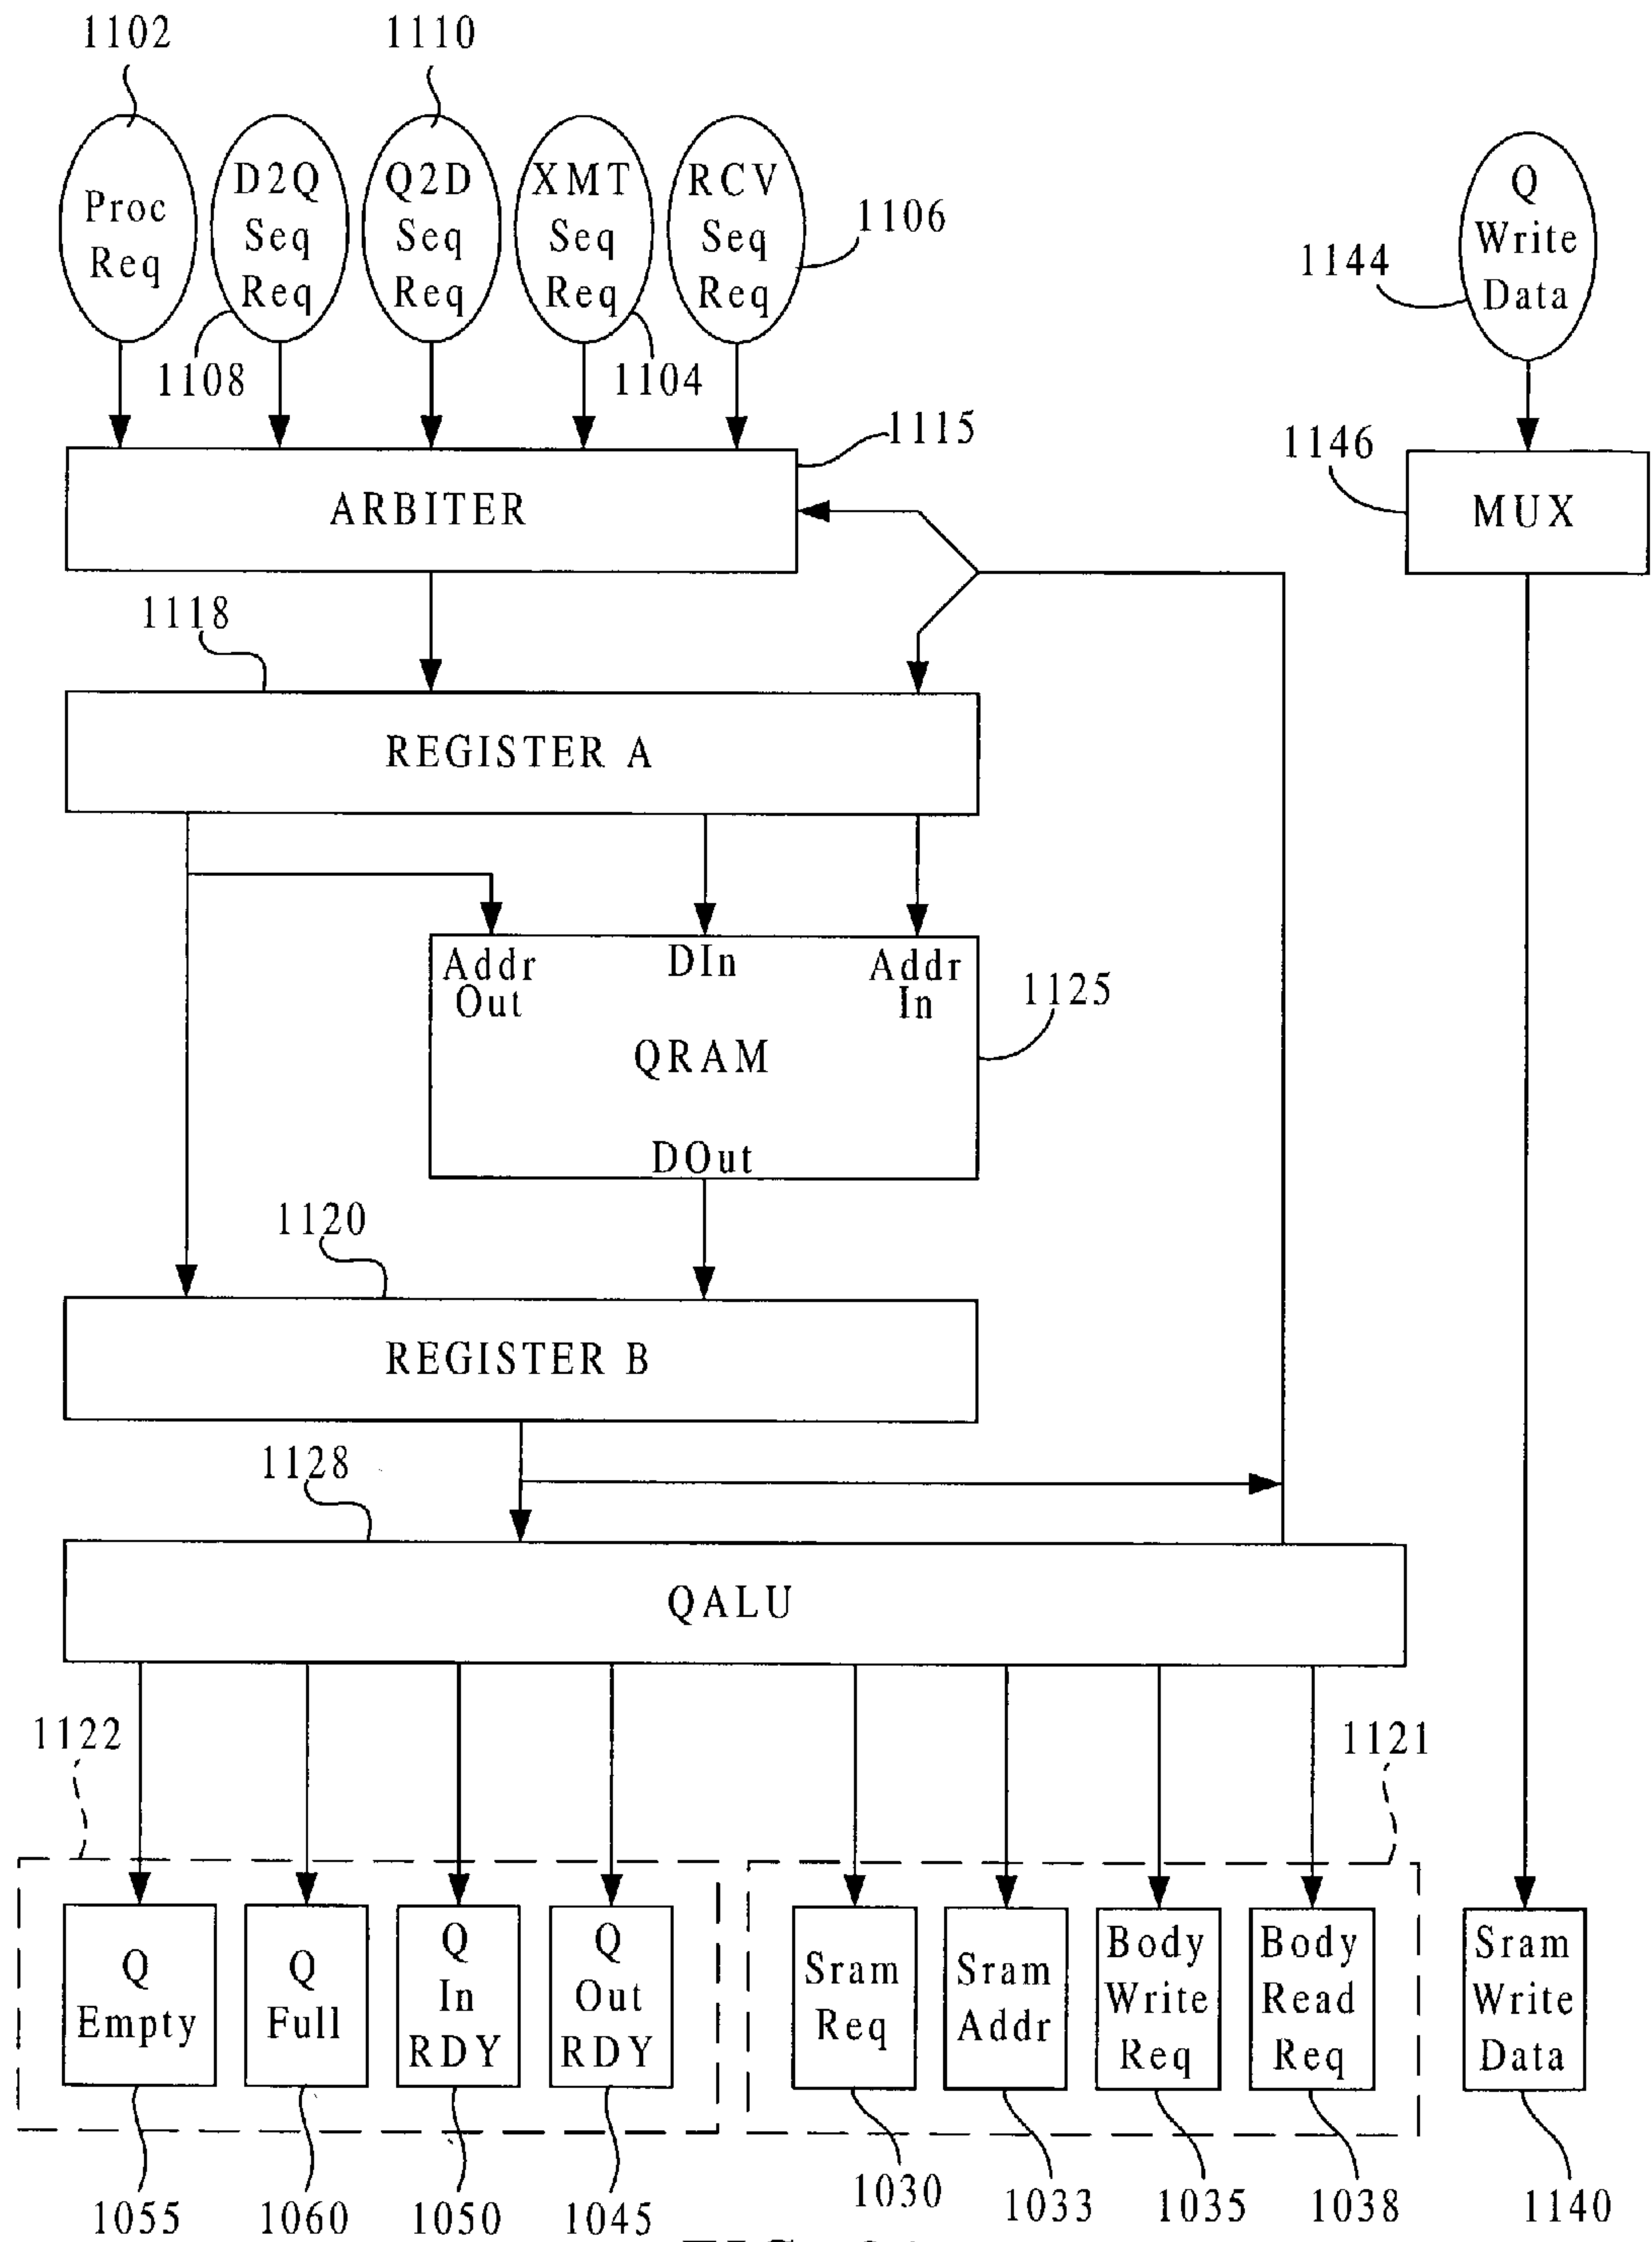 1102
1110
Proc
Req
D2Q
Seq
Req
Q2D
Seq
Req
XMT
Seq
Req
RCV
Seq
Req
1106
1108
1104
Q
Write
Data
1144
1115
1146
ARBITER
MUX
1118
REGISTER A
Addr
Out
DIn
Addr
In
1125
QRAM
DOut
1120
REGISTER B
1128
QALU
1122
1121
Q
Empty
Q
Full
Q
In
RDY
Q
Out
RDY
Sram
Req
Sram
Addr
Body
Write
Req
Body
Read
Req
Sram
Write
Data
1055
1060
1050
1045
1030
1033
1035
1038
1140